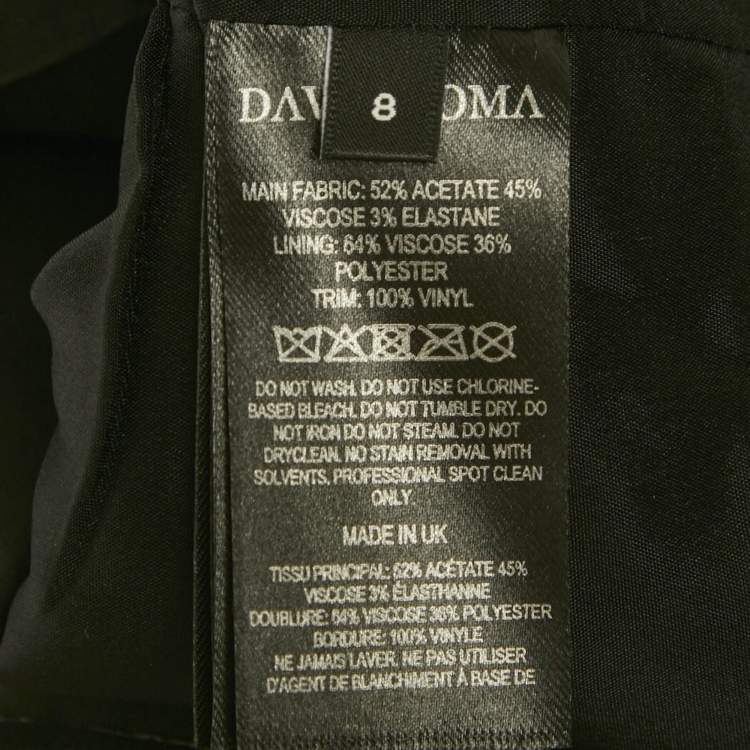 DAV 8 OMA
MAIN FABRIC: 52% ACETATE 45%
VISCOSE 3% ELASTANE
LINING: 64% VISCOSE 36%
POLYESTER
TRIM: 100% VINYL
DO NOT WASH. DO NOT USE CHLORINE-
BASED BLEACH. DO NOT TUMBLE DRY. DO
NOT IRON DO NOT STEAM. DO NOT
DRYCLEAN. NO STAIN REMOVAL WITH
SOLVENTS. PROFESSIONAL SPOT CLEAN
ONLY
MADE IN UK
TISSU PRINCIPAL: 52% ACÉTATE 45%
VISCOSE 3% ÉLASTHANNE
DOUBLURE: 64% VISCOSE 36% POLYESTER
BORDURE: 100% VINYLE
NE JAMAIS LAVER. NE PAS UTILISER
D'AGENT DE BLANCHIMENT À BASE DE